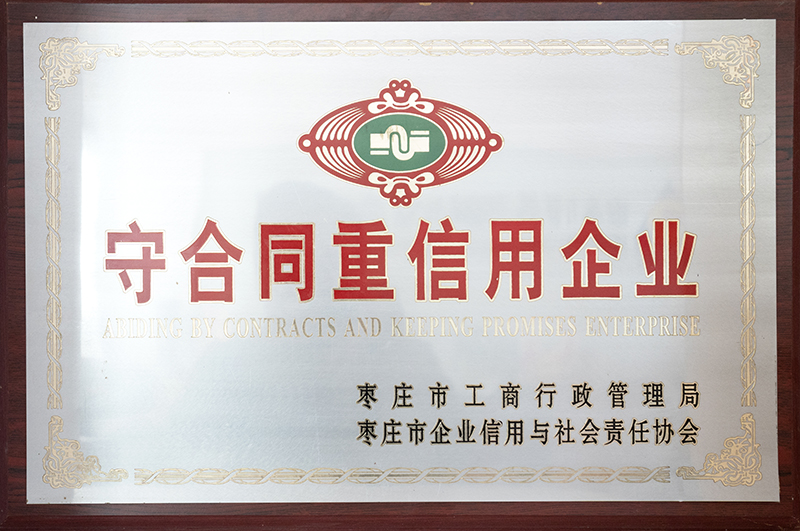 守合同重信用企业
ABIDING BY CONTRACTS AND KEEPING PROMISES ENTERPRISE
枣庄市工商行政管理局
枣庄市企业信用与社会责任协会